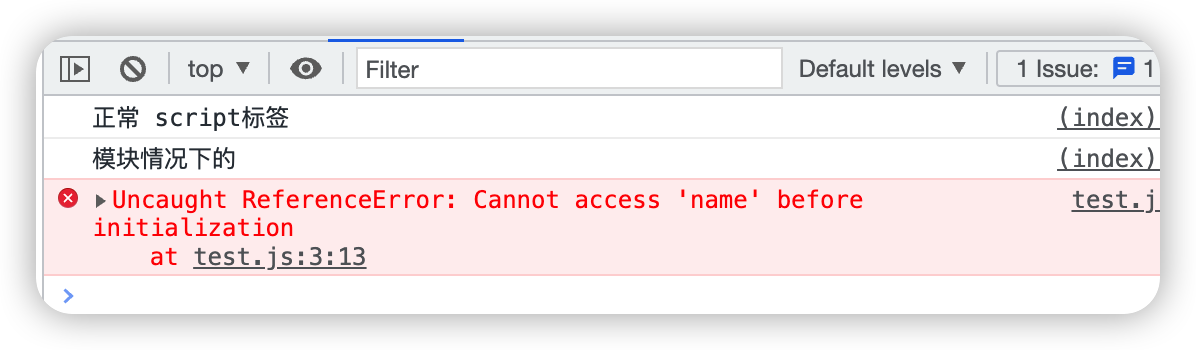 top ▼ Filter Default levels ▼ 1 Issue: 1
正常 script标签 (index)
模块情况下的 (index)
Uncaught ReferenceError: Cannot access 'name' before test.j
initialization
at test.js:3:13